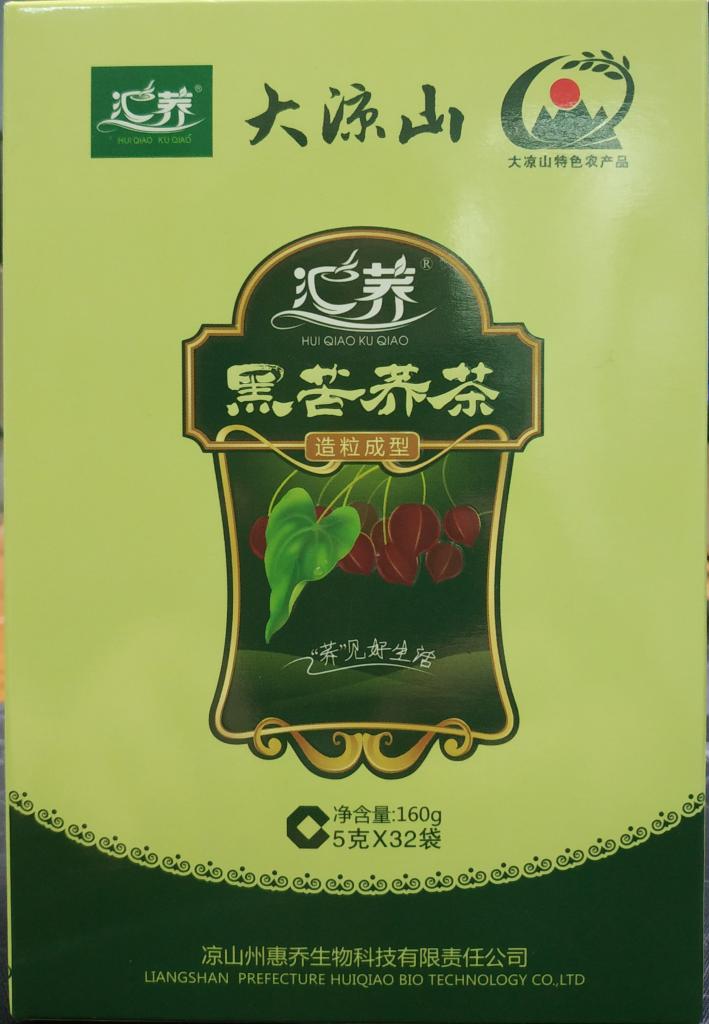 汇荞®
HUI QIAO KU QIAO
大凉山
大凉山特色农产品
汇荞®
HUI QIAO KU QIAO
黑苦荞茶
造粒成型
“荞”见好生活
净含量:160g
5克X32袋
凉山州惠乔生物科技有限责任公司
LIANGSHAN PREFECTURE HUIQIAO BIO TECHNOLOGY CO.,LTD